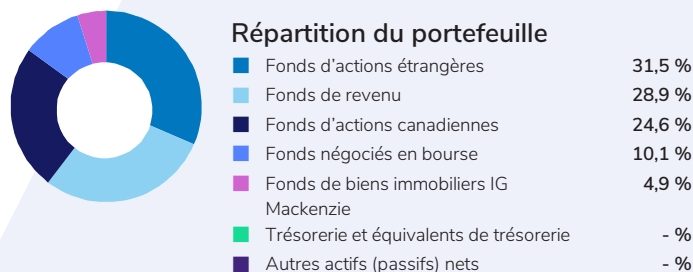 Répartition du portefeuille
Fonds d’actions étrangères 31,5 %
Fonds de revenu 28,9 %
Fonds d’actions canadiennes 24,6 %
Fonds négociés en bourse 10,1 %
Fonds de biens immobiliers IG 4,9 %
Mackenzie
Trésorerie et équivalents de trésorerie - %
Autres actifs (passifs) nets - %